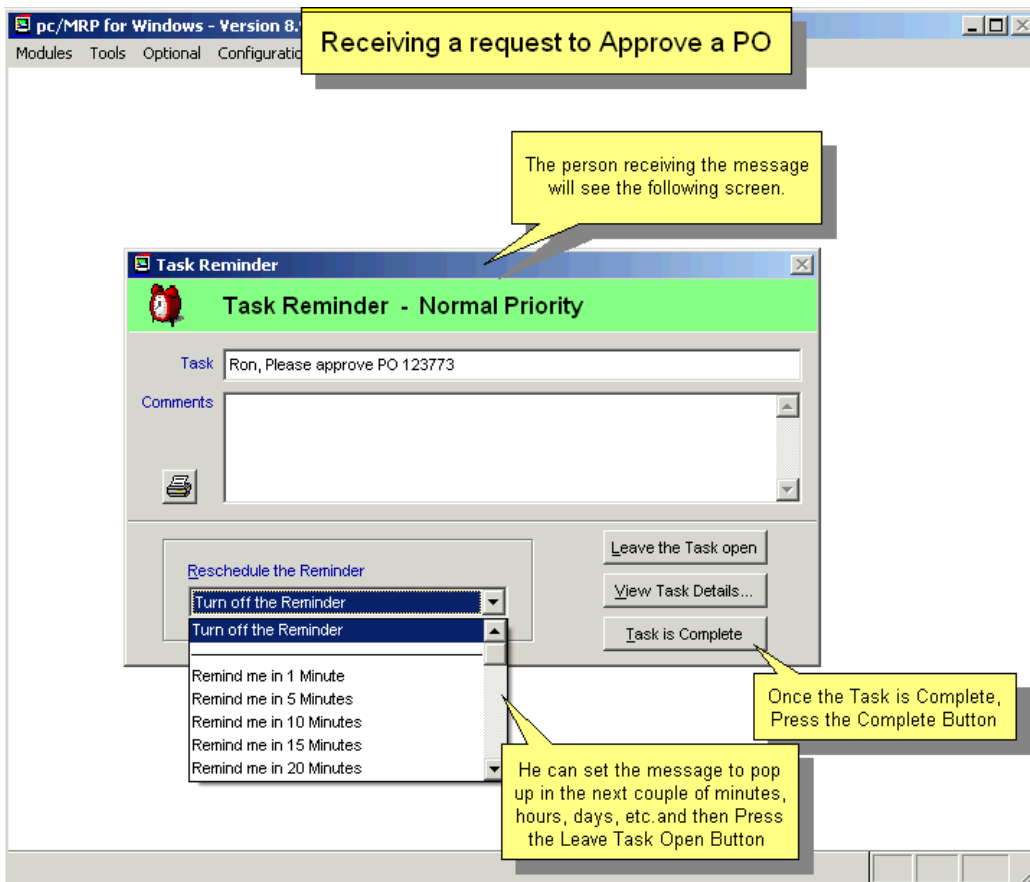 pc/MRP for Windows - Version 8.
Modules Tools Optional
Receiving a request to Approve a PO
The person receiving the message
will see the following screen.
Task Reminder
Task Reminder - Normal Priority
Task Ron, Please approve PO 123773
Comments
Reschedule the Reminder
Turn off the Reminder
Turn off the Reminder
Remind me in 1 Minute
Remind me in 5 Minutes
Remind me in 10 Minutes
Remind me in 15 Minutes
Remind me in 20 Minutes
Leave the Task open
View Task Details...
Task is Complete
Once the Task is Complete,
Press the Complete Button
He can set the message to pop
up in the next couple of minutes,
hours, days, etc.and then Press
the Leave Task Open Button